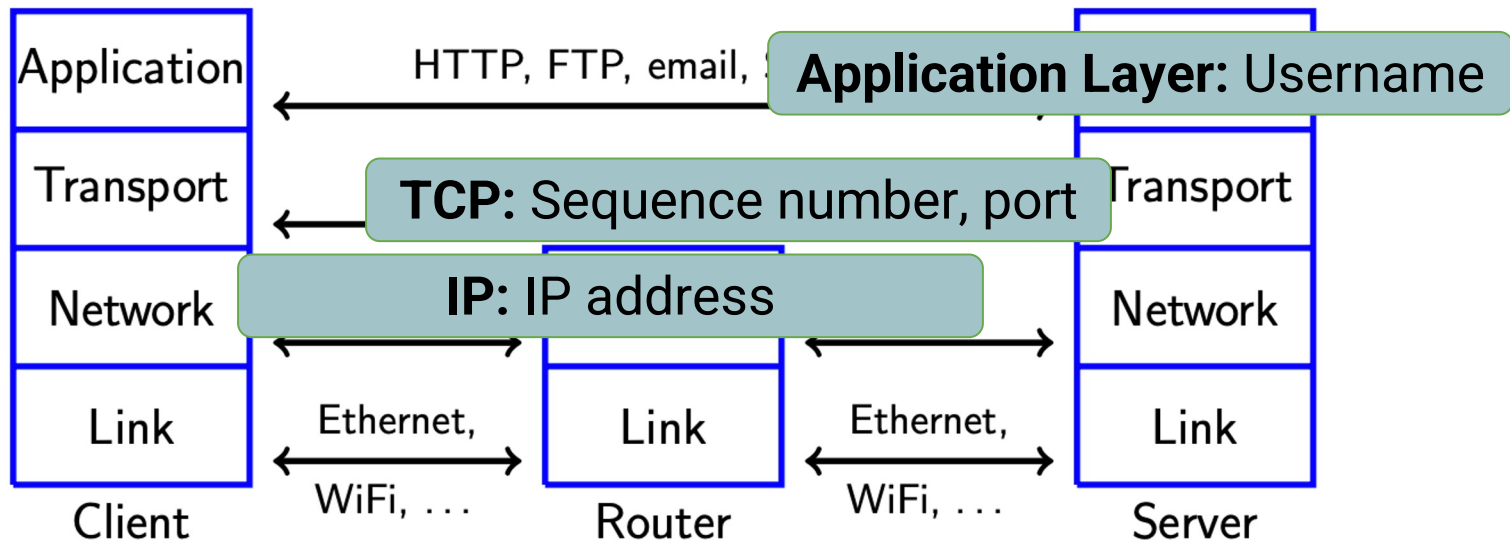 Application
HTTP, FTP, email,
Application Layer: Username
Transport
TCP: Sequence number, port
Transport
Network
IP: IP address
Network
Link
Ethernet,
WiFi, ...
Link
Ethernet,
WiFi, ...
Link
Client
Router
Server